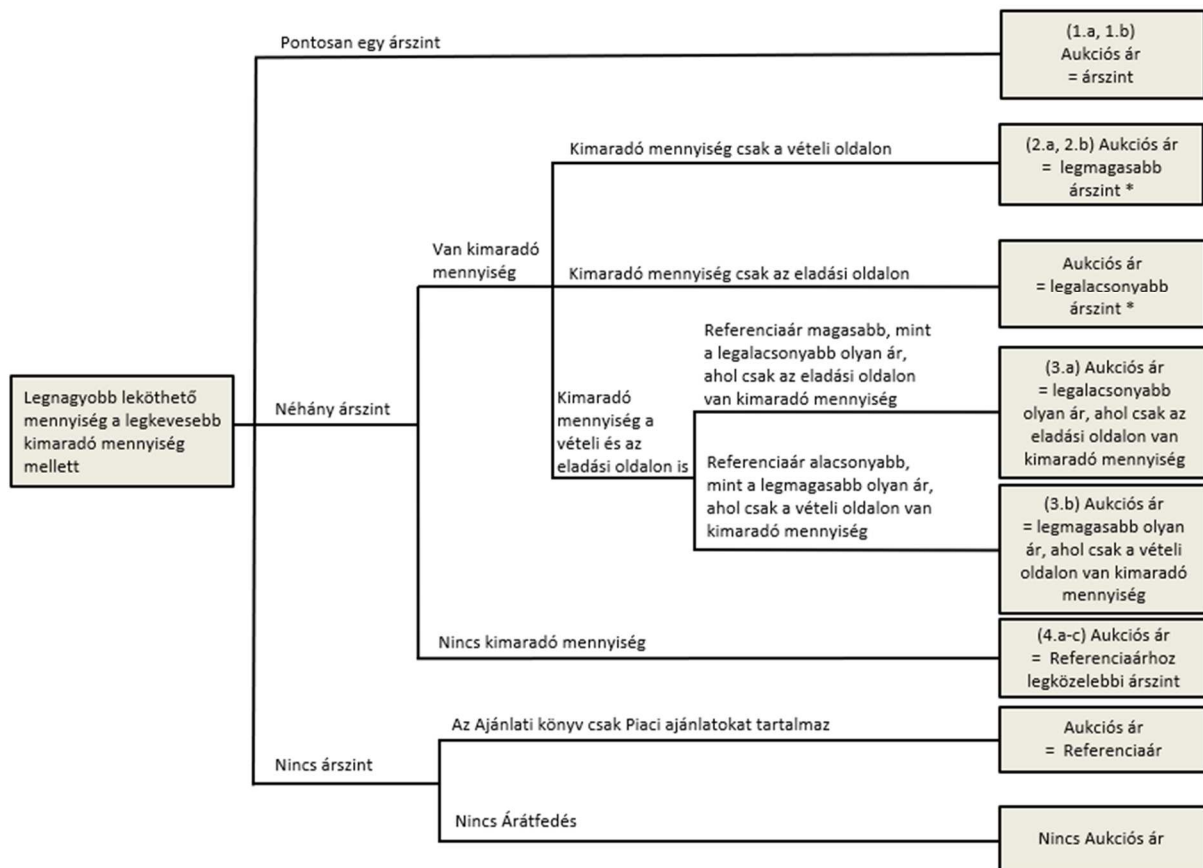 Pontosan egy árszint
(1.a, 1.b)
Aukciós ár
= árszint
Kimaradó mennyiség csak a vételi oldalon
(2.a, 2.b) Aukciós ár
= legmagasabb
árszint *
Van kimaradó
mennyiség
Kimaradó mennyiség csak az eladási oldalon
Aukciós ár
= legalacsonyabb
árszint *
Referenciaár magasabb, mint
a legalacsonyabb olyan ár,
ahol csak az eladási oldalon
van kimaradó mennyiség
(3.a) Aukciós ár
= legalacsonyabb
olyan ár, ahol csak az
eladási oldalon van
kimaradó mennyiség
Legnagyobb leköthető
mennyiség a legkevesebb
kimaradó mennyiség
mellett
Néhány árszint
Kimaradó
mennyiség a
vételi és az
eladási oldalon is
Referenciaár alacsonyabb,
mint a legmagasabb olyan ár,
ahol csak a vételi oldalon van
kimaradó mennyiség
(3.b) Aukciós ár
= legmagasabb olyan
ár, ahol csak a vételi
oldalon van kimaradó
mennyiség
Nincs kimaradó mennyiség
(4.a-c) Aukciós ár
= Referenciaárhoz
legközelebbi árszint
Az Ajánlati könyv csak Piaci ajánlatokat tartalmaz
Aukciós ár
= Referenciaár
Nincs árszint
Nincs Árátfedés
Nincs Aukciós ár